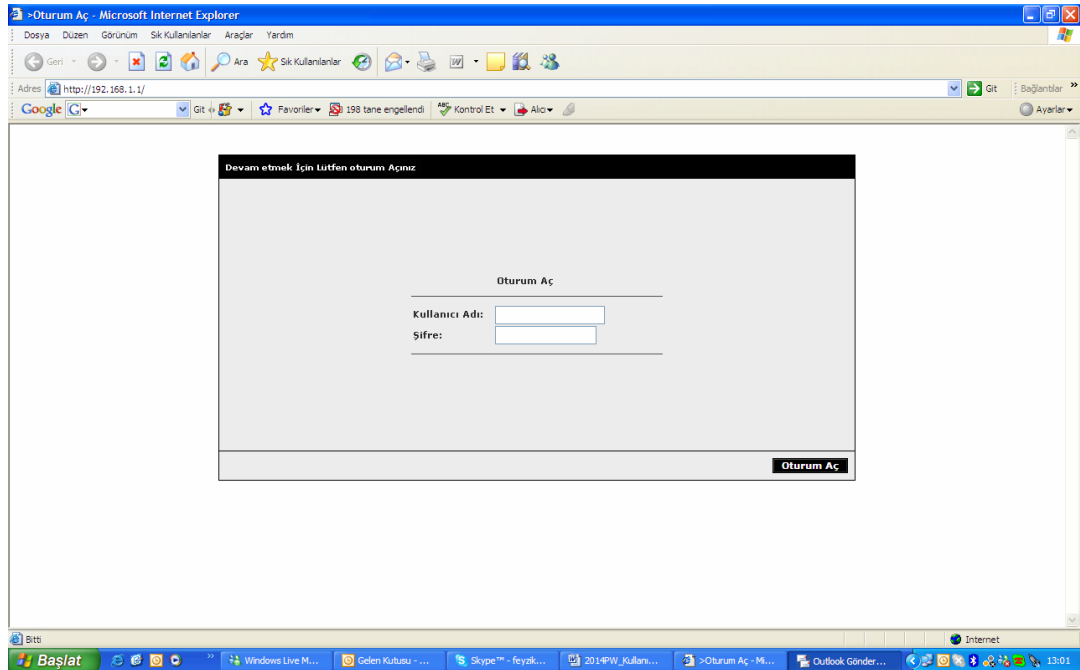 >Oturum Aç - Microsoft Internet Explorer
Dosya Düzen Görünüm Sık Kullanılanlar Araçlar Yardım
Geri Ara Sık Kullanılanlar
Adres http://192.168.1.1/ Git Bağlantılar »
Google G Git Favoriler 198 tane engellendi ABC Kontrol Et Alıcı Ayarlar
Devam etmek İçin Lütfen oturum Açınız
Oturum Aç
Kullanıcı Adı:
Şifre:
Oturum Aç
Bitti Internet
Başlat » Windows Live M... Gelen Kutusu - ... Skype™ - feyzik... 2014PW_Kullanı... >Oturum Aç - Mi... Outlook Gönder... 13:01